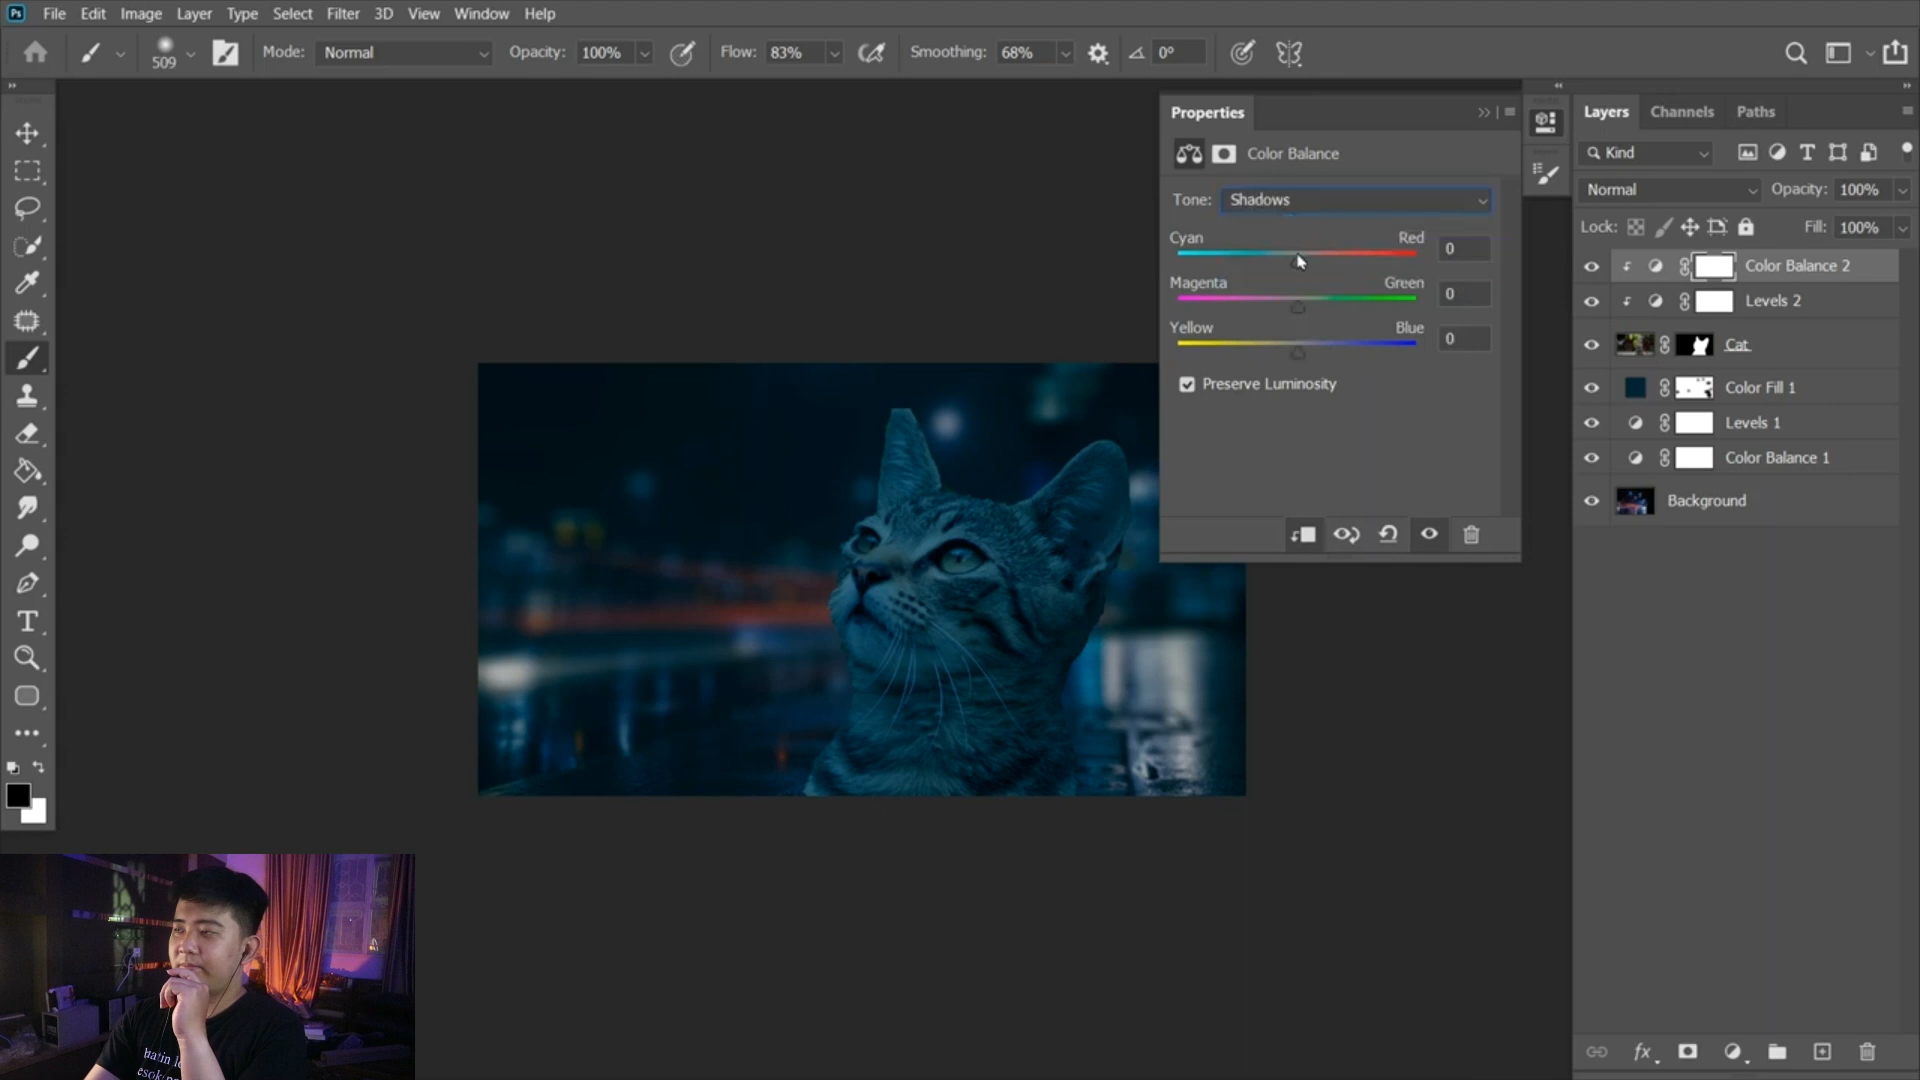 Ps File Edit Image Layer Type Select Filter 3D View Window Help
509 Mode: Normal Opacity: 100% Flow: 83% Smoothing: 68% 0°
Properties
Color Balance
Tone: Shadows
Cyan Red 0
Magenta Green 0
Yellow Blue 0
Preserve Luminosity
Layers Channels Paths
Kind
Normal Opacity: 100%
Lock: Fill: 100%
Color Balance 2
Levels 2
Cat
Color Fill 1
Levels 1
Color Balance 1
Background
fx